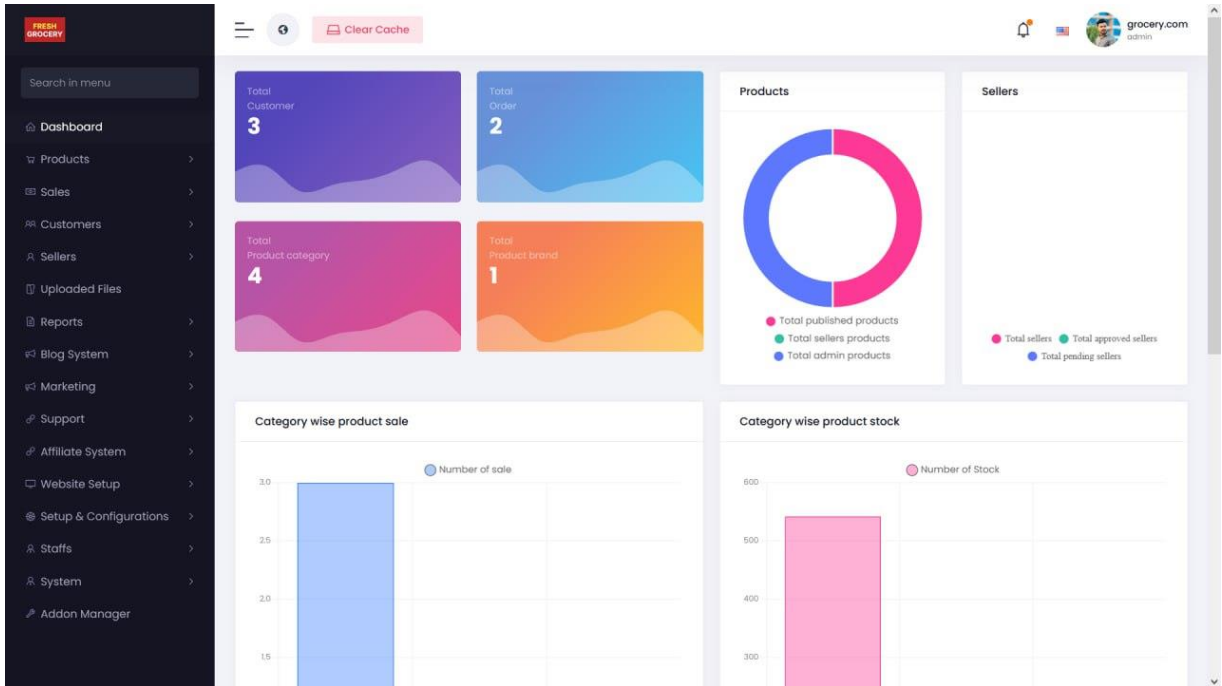 FRESH
GROCERY
Clear Cache
grocery.com
admin
Search in menu
Dashboard
Products
Sales
Customers
Sellers
Uploaded Files
Reports
Blog System
Marketing
Support
Affiliate System
Website Setup
Setup & Configurations
Staffs
System
Addon Manager
Total
Customer
3
Total
Order
2
Total
Product category
4
Total
Product brand
1
Products
Total published products
Total sellers products
Total admin products
Sellers
Total sellers Total approved sellers
Total pending sellers
Category wise product sale
Number of sale
3.0
2.5
2.0
1.5
Category wise product stock
Number of Stock
600
500
400
300